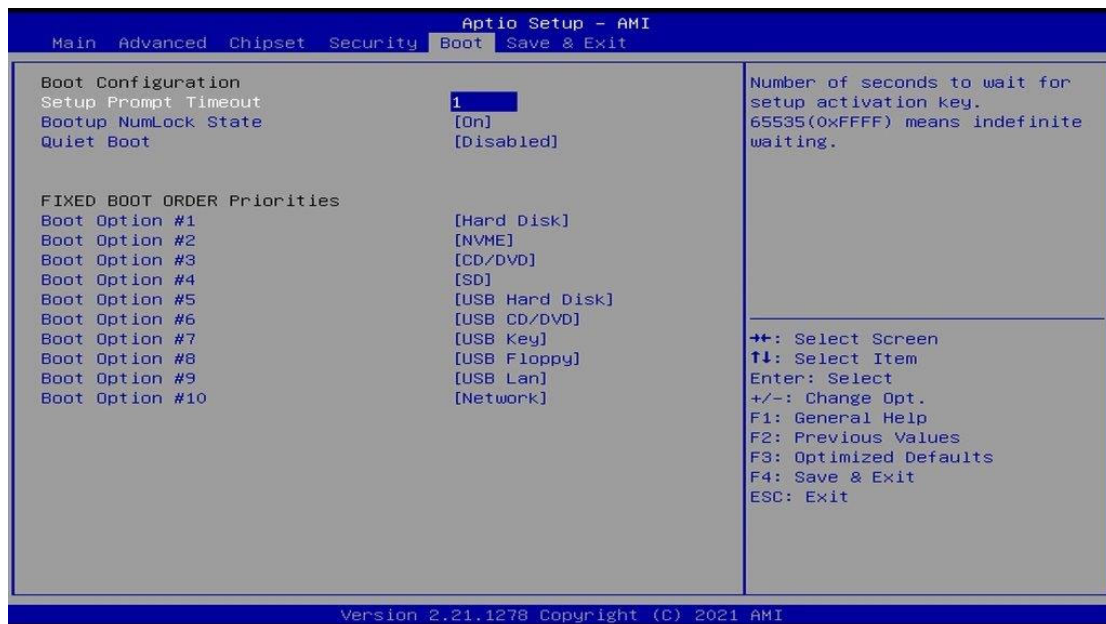 Aptio Setup - AMI
Main Advanced Chipset Security Boot Save & Exit
Boot Configuration
Setup Prompt Timeout 1
Bootup NumLock State [On]
Quiet Boot [Disabled]
FIXED BOOT ORDER Priorities
Boot Option #1 [Hard Disk]
Boot Option #2 [NVME]
Boot Option #3 [CD/DVD]
Boot Option #4 [SD]
Boot Option #5 [USB Hard Disk]
Boot Option #6 [USB CD/DVD]
Boot Option #7 [USB Key]
Boot Option #8 [USB Floppy]
Boot Option #9 [USB Lan]
Boot Option #10 [Network]
Number of seconds to wait for
setup activation key.
65535(0xFFFF) means indefinite
waiting.
→←: Select Screen
↑↓: Select Item
Enter: Select
+/-: Change Opt.
F1: General Help
F2: Previous Values
F3: Optimized Defaults
F4: Save & Exit
ESC: Exit
Version 2.21.1278 Copyright (C) 2021 AMI